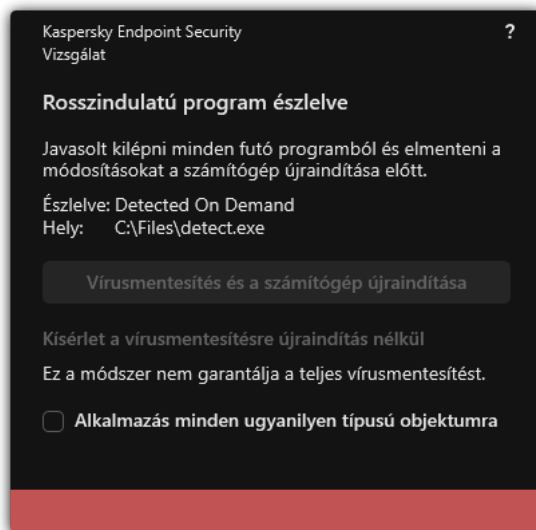 Kaspersky Endpoint Security
?
Vizsgálat
Rosszindulatú program észlelve
Javasolt kilépni minden futó programból és elmenteni a
módosításokat a számítógép újraindítása előtt.
Észlelve: Detected On Demand
Hely: C:\Files\detect.exe
Vírusmentesítés és a számítógép újraindítása
Kísérlet a vírusmentesítésre újraindítás nélkül
Ez a módszer nem garantálja a teljes vírusmentesítést.
Alkalmazás minden ugyanilyen típusú objektumra